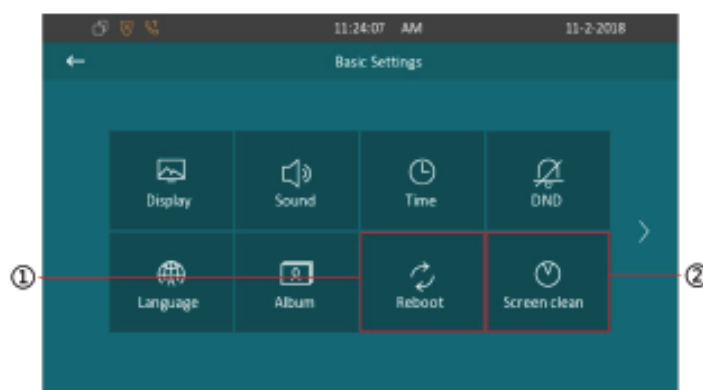 11:24:07 AM 11-2-2018
Basic Settings
Display Sound Time DND
① ②
Language Album Reboot Screen clean